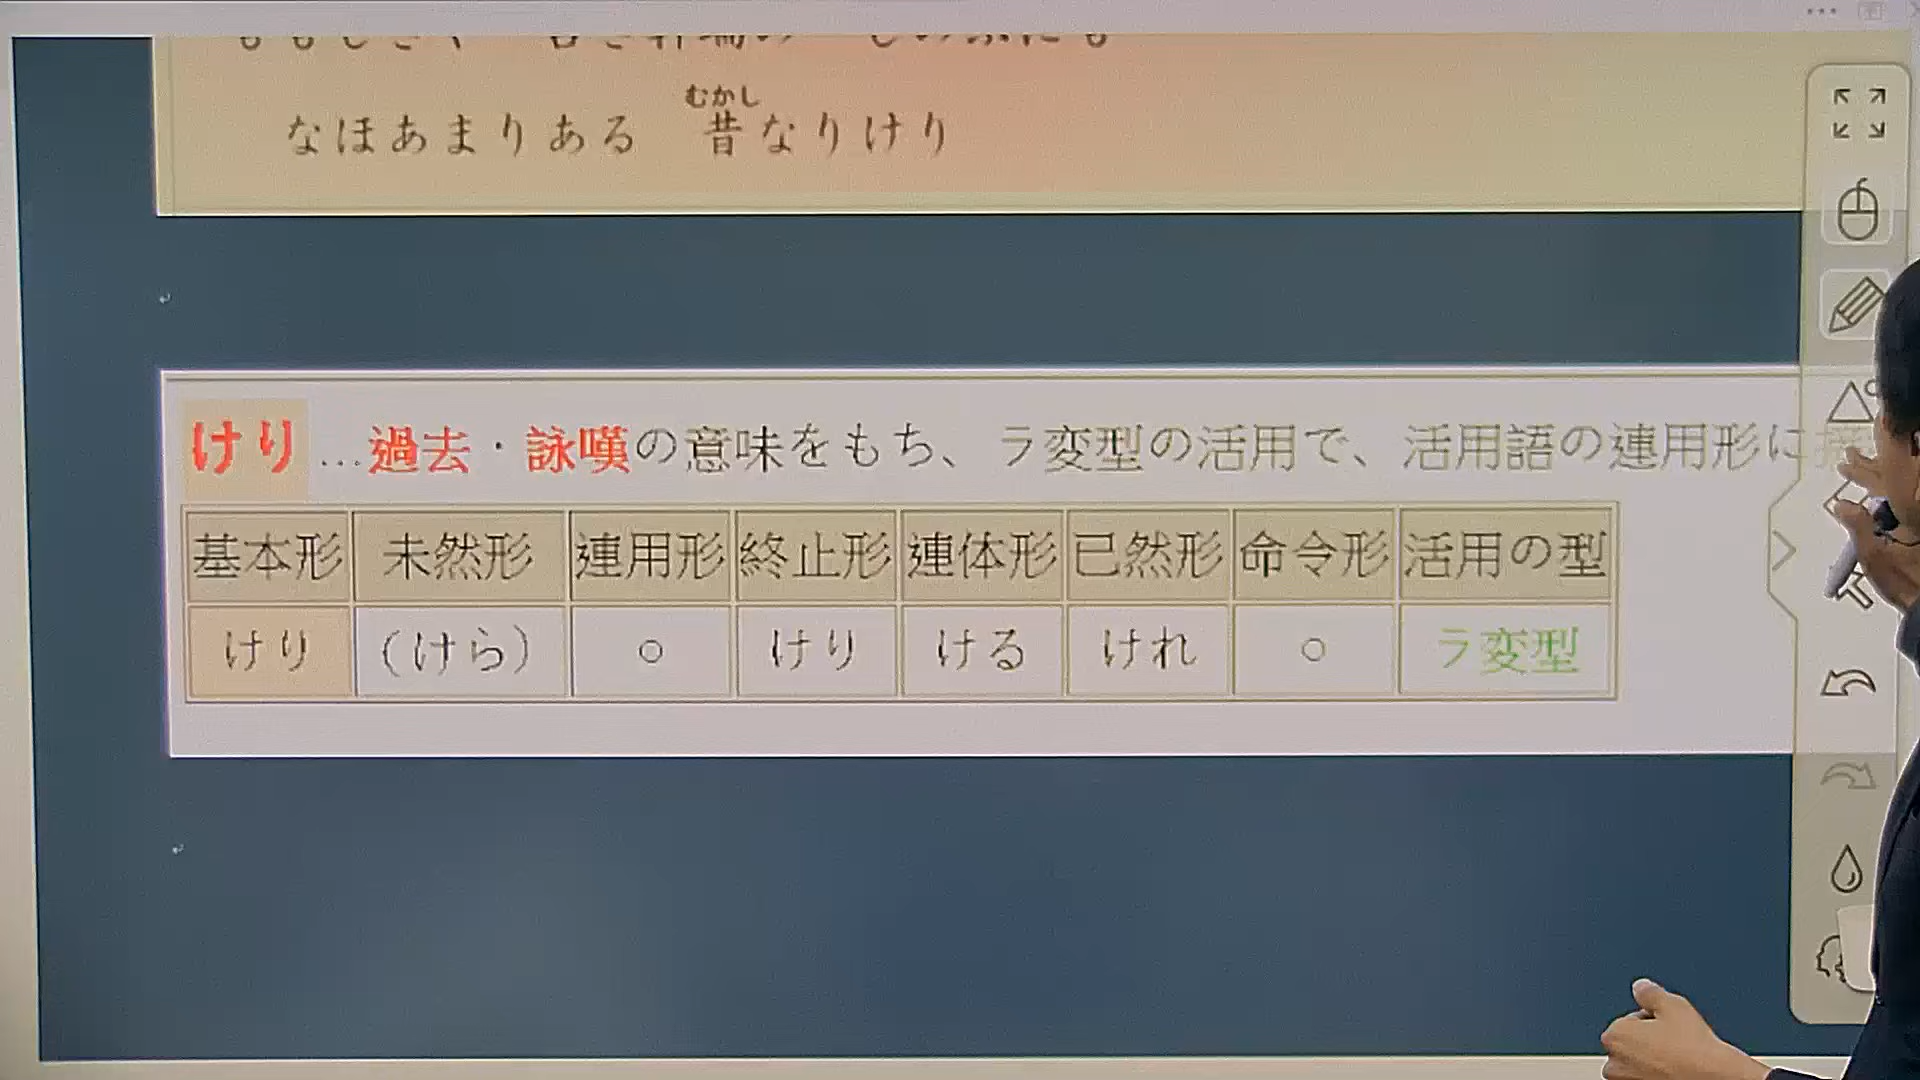 むかし
なほあまりある　昔なりけり
けり…過去・詠嘆の意味をもち、ラ変型の活用で、活用語の連用形に
基本形 未然形 連用形 終止形 連体形 已然形 命令形 活用の型
けり （けら） ○ けり ける けれ ○ ラ変型